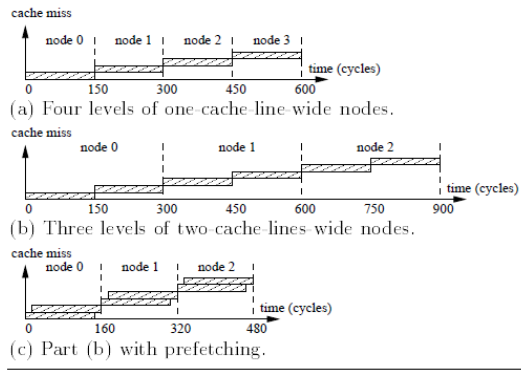 cache miss
node 0 node 1 node 2 node 3
time (cycles)
0 150 300 450 600
(a) Four levels of one-cache-line-wide nodes.
cache miss
node 0 node 1 node 2
time (cycles)
0 150 300 450 600 750 900
(b) Three levels of two-cache-lines-wide nodes.
cache miss
node 0 node 1 node 2
time (cycles)
0 160 320 480
(c) Part (b) with prefetching.